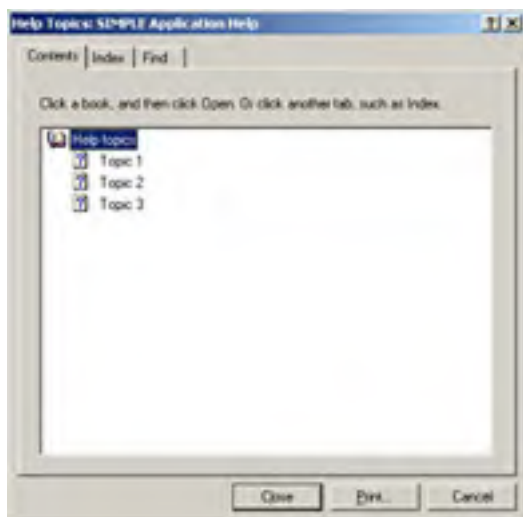 Help Topics: SIMPLE Application Help
Contents Index Find
Click a book, and then click Open. Or click another tab, such as Index.
Help topics
Topic 1
Topic 2
Topic 3
Close Print... Cancel